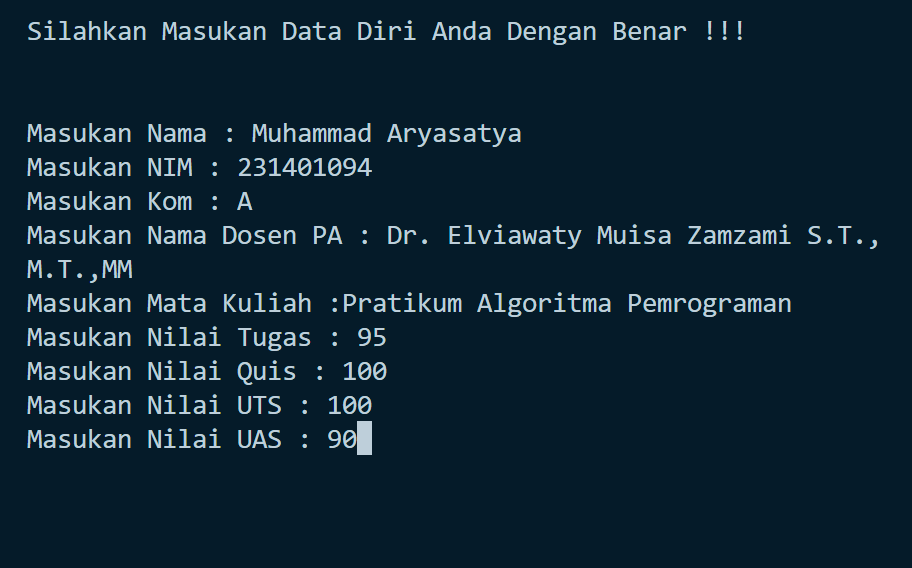 Silahkan Masukan Data Diri Anda Dengan Benar !!!
Masukan Nama : Muhammad Aryasatya
Masukan NIM : 231401094
Masukan Kom : A
Masukan Nama Dosen PA : Dr. Elviawaty Muisa Zamzami S.T.,
M.T.,MM
Masukan Mata Kuliah :Pratikum Algoritma Pemrograman
Masukan Nilai Tugas : 95
Masukan Nilai Quis : 100
Masukan Nilai UTS : 100
Masukan Nilai UAS : 90